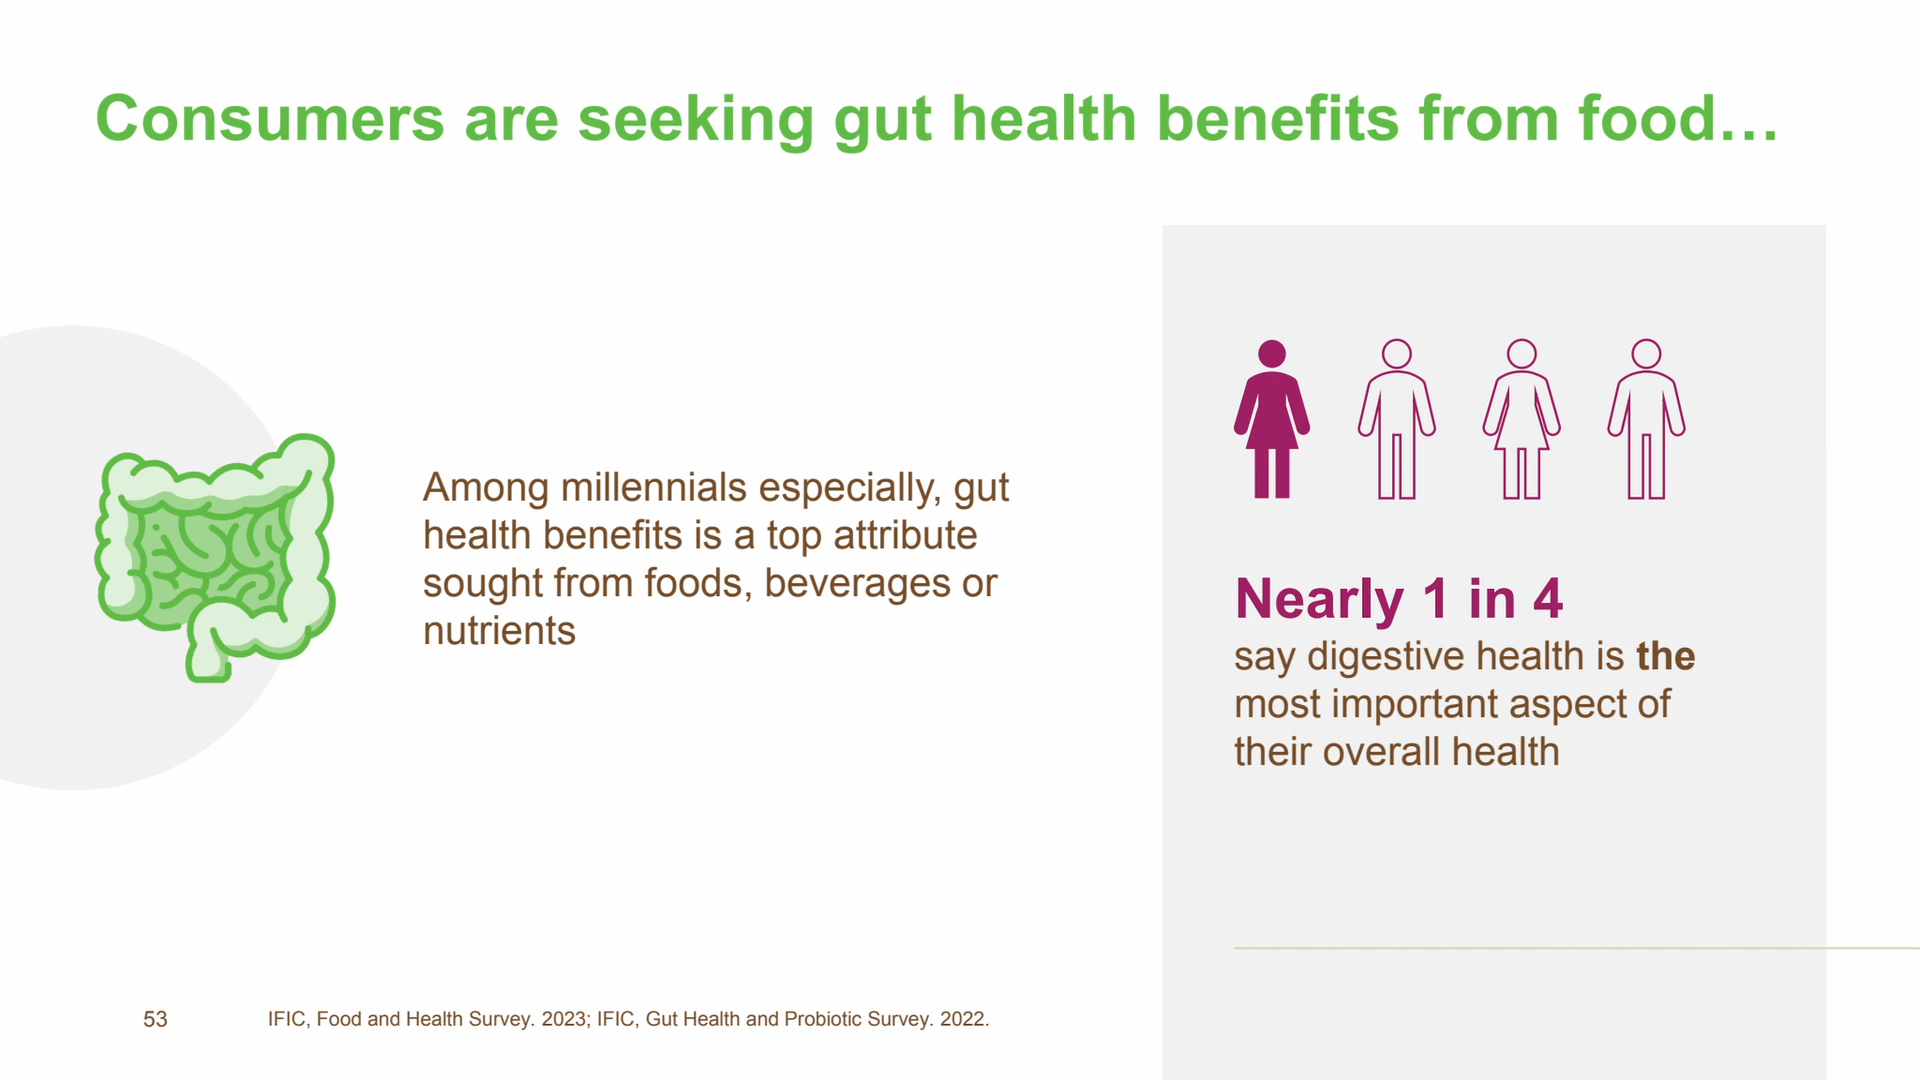 Consumers are seeking gut health benefits from food…
Among millennials especially, gut
health benefits is a top attribute
sought from foods, beverages or
nutrients
Nearly 1 in 4
say digestive health is the
most important aspect of
their overall health
53
IFIC, Food and Health Survey. 2023; IFIC, Gut Health and Probiotic Survey. 2022.